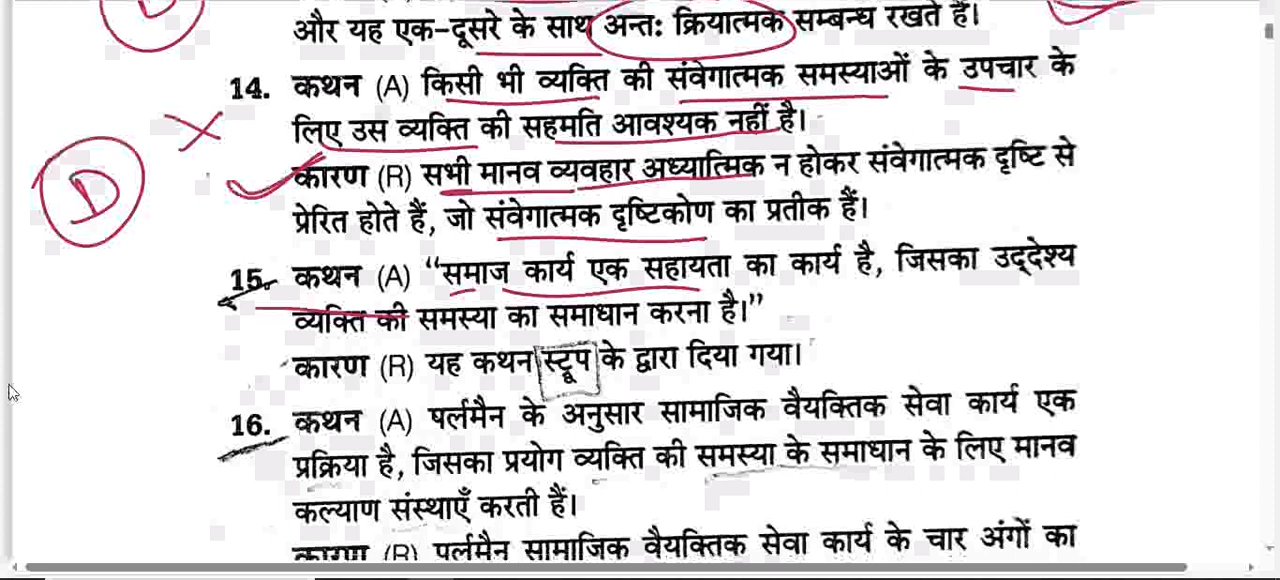 और यह एक-दूसरे के साथ अन्तः क्रियात्मक सम्बन्ध रखते हैं।
14. कथन (A) किसी भी व्यक्ति की संवेगात्मक समस्याओं के उपचार के
लिए उस व्यक्ति की सहमति आवश्यक नहीं है।
कारण (R) सभी मानव व्यवहार अध्यात्मिक न होकर संवेगात्मक दृष्टि से
D
प्रेरित होते हैं, जो संवेगात्मक दृष्टिकोण का प्रतीक हैं।
15. कथन (A) “समाज कार्य एक सहायता का कार्य है, जिसका उद्देश्य
व्यक्ति की समस्या का समाधान करना है।”
कारण (R) यह कथन स्ट्रूप के द्वारा दिया गया।
16. कथन (A) पर्लमैन के अनुसार सामाजिक वैयक्तिक सेवा कार्य एक
प्रक्रिया है, जिसका प्रयोग व्यक्ति की समस्या के समाधान के लिए मानव
कल्याण संस्थाएँ करती हैं।
कारण (R) पर्लमैन सामाजिक वैयक्तिक सेवा कार्य के चार अंगों का